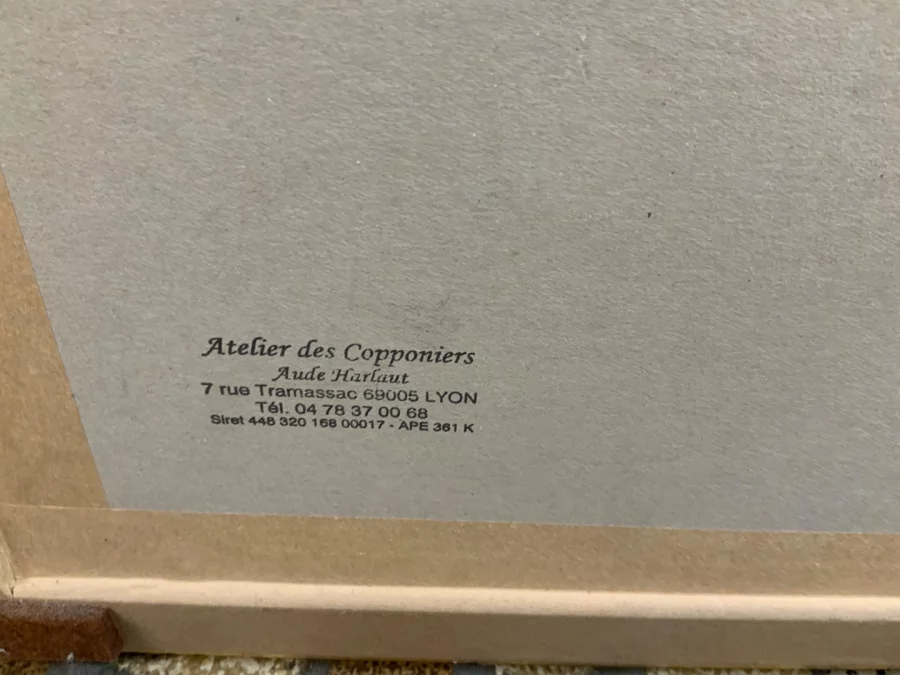 Atelier des Copponiers
Aude Harlaut
7 rue Tramassac 69005 LYON
Tél. 04 78 37 00 68
Siret 448 320 168 00017 - APE 361 K